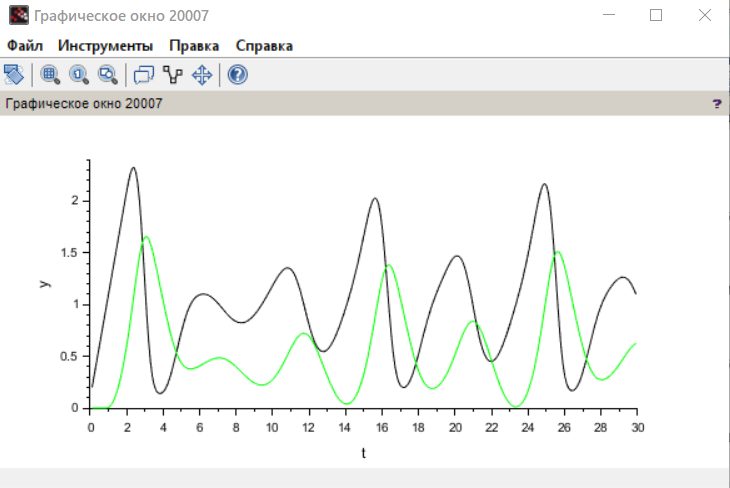 Графическое окно 20007
Файл Инструменты Правка Справка
?
Графическое окно 20007 ?
2
1.5
y
1
0.5
0
0 2 4 6 8 10 12 14 16 18 20 22 24 26 28 30
t